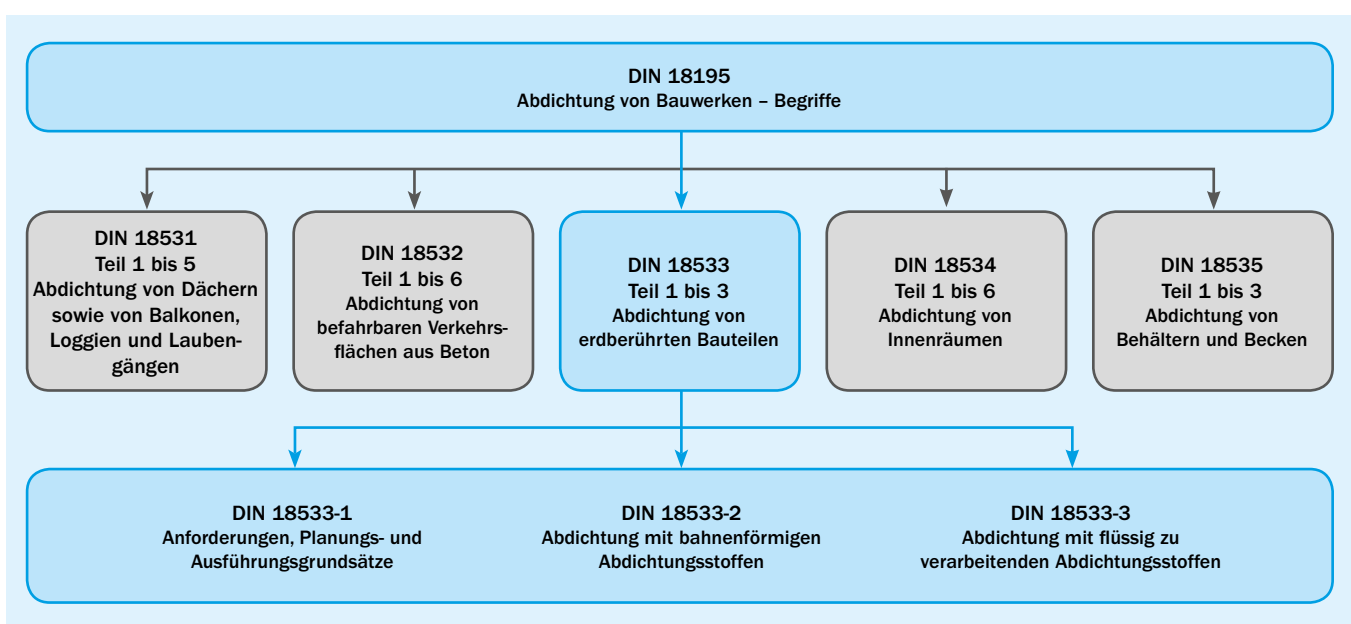 DIN 18195
Abdichtung von Bauwerken – Begriffe
DIN 18531
Teil 1 bis 5
Abdichtung von Dächern
sowie von Balkonen,
Loggien und Lauben-
gängen
DIN 18532
Teil 1 bis 6
Abdichtung von
befahrbaren Verkehrs-
flächen aus Beton
DIN 18533
Teil 1 bis 3
Abdichtung von
erdberührten Bauteilen
DIN 18534
Teil 1 bis 6
Abdichtung von
Innenräumen
DIN 18535
Teil 1 bis 3
Abdichtung von
Behältern und Becken
DIN 18533-1
Anforderungen, Planungs- und
Ausführungsgrundsätze
DIN 18533-2
Abdichtung mit bahnenförmigen
Abdichtungsstoffen
DIN 18533-3
Abdichtung mit flüssig zu
verarbeitenden Abdichtungsstoffen